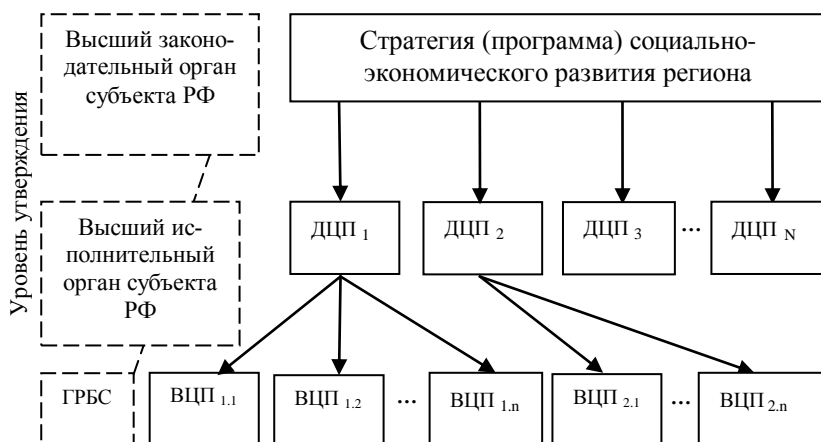 Уровень утверждения
Высший законо-
дательный орган
субъекта РФ
Стратегия (программа) социально-
экономического развития региона
Высший ис-
полнительный
орган субъекта
РФ
ДЦП 1
ДЦП 2
ДЦП 3
...
ДЦП N
ГРБС
ВЦП 1.1
ВЦП 1.2
...
ВЦП 1.n
ВЦП 2.1
...
ВЦП 2.n